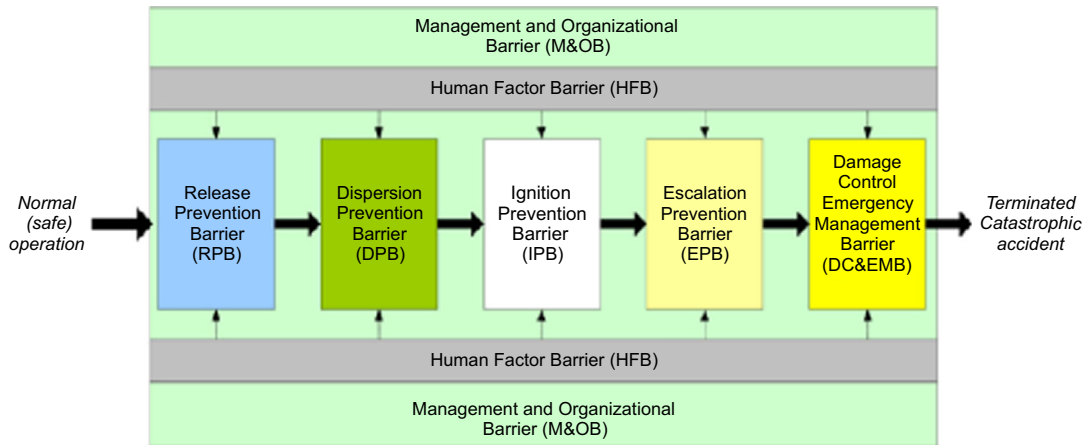 Management and Organizational
Barrier (M&OB)
Human Factor Barrier (HFB)
Normal
(safe)
operation
Release
Prevention
Barrier
(RPB)
Dispersion
Prevention
Barrier
(DPB)
Ignition
Prevention
Barrier
(IPB)
Escalation
Prevention
Barrier
(EPB)
Damage
Control
Emergency
Management
Barrier
(DC&EMB)
Terminated
Catastrophic
accident
Human Factor Barrier (HFB)
Management and Organizational
Barrier (M&OB)